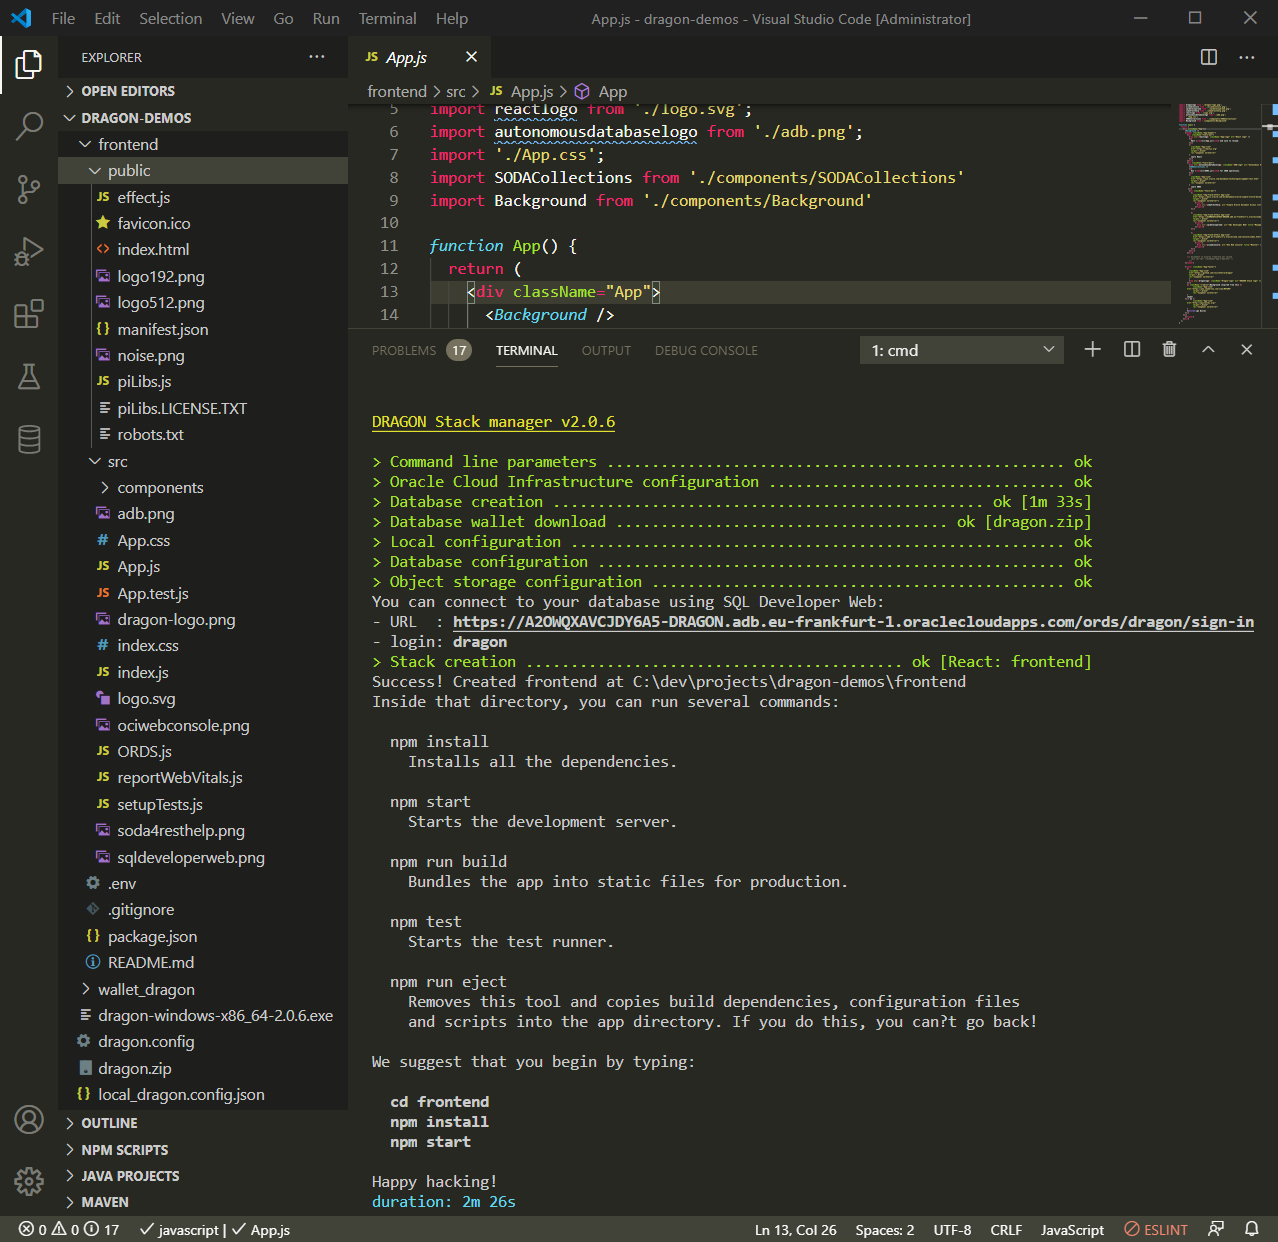 File Edit Selection View Go Run Terminal Help App.js - dragon-demos - Visual Studio Code [Administrator]
EXPLORER
OPEN EDITORS
DRAGON-DEMOS
frontend
public
JS effect.js
favicon.ico
<> index.html
logo192.png
logo512.png
{} manifest.json
noise.png
JS piLibs.js
piLibs.LICENSE.TXT
robots.txt
src
components
adb.png
# App.css
JS App.js
JS App.test.js
dragon-logo.png
# index.css
JS index.js
logo.svg
ociwebconsole.png
JS ORDS.js
JS reportWebVitals.js
JS setupTests.js
soda4resthelp.png
sqldeveloperweb.png
.env
.gitignore
{} package.json
README.md
wallet_dragon
dragon-windows-x86_64-2.0.6.exe
dragon.config
dragon.zip
{} local_dragon.config.json
OUTLINE
NPM SCRIPTS
JAVA PROJECTS
MAVEN
JS App.js
frontend > src > JS App.js > App
5 import reactlogo from './logo.svg';
6 import autonomousdatabaselogo from './adb.png';
7 import './App.css';
8 import SODACollections from './components/SODACollections'
9 import Background from './components/Background'
10
11 function App() {
12 return (
13 <div className="App">
14 <Background />
PROBLEMS 17 TERMINAL OUTPUT DEBUG CONSOLE 1: cmd
DRAGON Stack manager v2.0.6
> Command line parameters ................................................... ok
> Oracle Cloud Infrastructure configuration ................................. ok
> Database creation ................................................ ok [1m 33s]
> Database wallet download ..................................... ok [dragon.zip]
> Local configuration ....................................................... ok
> Database configuration .................................................... ok
> Object storage configuration .............................................. ok
You can connect to your database using SQL Developer Web:
- URL : https://A2OWQXAVCJDY6A5-DRAGON.adb.eu-frankfurt-1.oraclecloudapps.com/ords/dragon/sign-in
- login: dragon
> Stack creation .......................................... ok [React: frontend]
Success! Created frontend at C:\dev\projects\dragon-demos\frontend
Inside that directory, you can run several commands:
npm install
Installs all the dependencies.
npm start
Starts the development server.
npm run build
Bundles the app into static files for production.
npm test
Starts the test runner.
npm run eject
Removes this tool and copies build dependencies, configuration files
and scripts into the app directory. If you do this, you can?t go back!
We suggest that you begin by typing:
cd frontend
npm install
npm start
Happy hacking!
duration: 2m 26s
0 0 17 javascript | App.js Ln 13, Col 26 Spaces: 2 UTF-8 CRLF JavaScript ESLINT